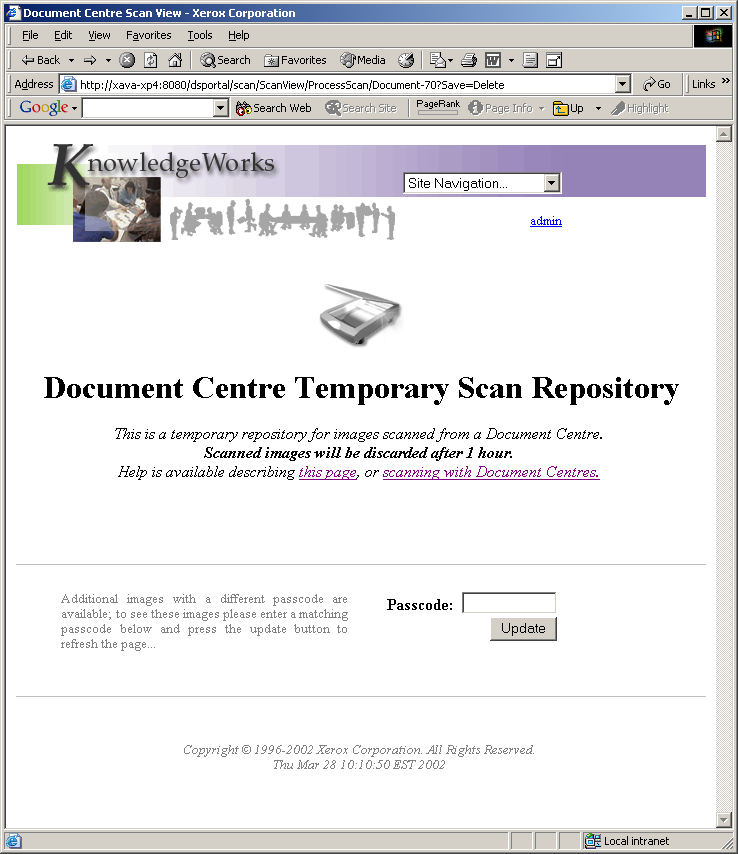 Document Centre Scan View - Xerox Corporation
File Edit View Favorites Tools Help
Back Search Favorites Media
Address http://xava-xp4:8080/dsportal/scan/ScanView/ProcessScan/Document-70?Save=Delete Go Links »
Google Search Web Search Site PageRank Page Info Up Highlight
KnowledgeWorks
Site Navigation...
admin
Document Centre Temporary Scan Repository
This is a temporary repository for images scanned from a Document Centre.
Scanned images will be discarded after 1 hour.
Help is available describing this page, or scanning with Document Centres.
Additional images with a different passcode are
available; to see these images please enter a matching
passcode below and press the update button to
refresh the page...
Passcode:
Update
Copyright © 1996-2002 Xerox Corporation. All Rights Reserved.
Thu Mar 28 10:10:50 EST 2002
Local intranet